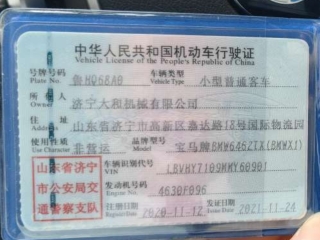 中华人民共和国机动车行驶证
Vehicle License of the People's Republic of China
号牌号码 鲁HQ68A0 车辆类型 小型普通客车
Plate No. Vehicle Type
所有人 济宁大和机械有限公司
Owner
住址 山东省济宁市高新区嘉达路18号国际物流园
Address
使用性质 非营运 品牌型号 宝马牌BMW6462ZX(BMWX1)
Use Character Model
山东省济宁
市公安局交
通警察支队
车辆识别代号 LBVHY7109MMY60901
VIN
发动机号码 4630F096
Engine No.
注册日期 2020-11-12 发证日期 2021-11-24
Register Date Issue Date